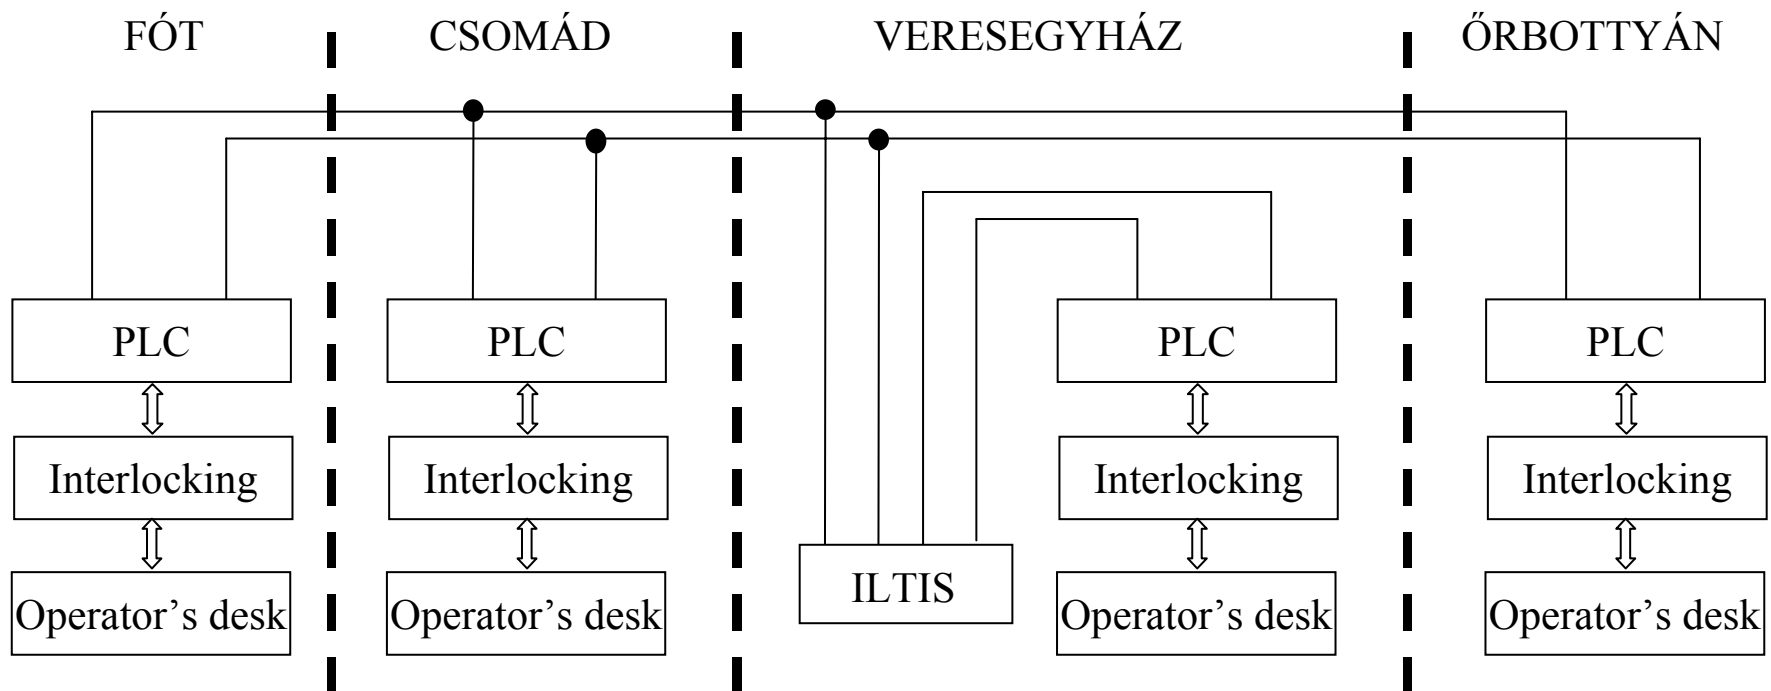 FÓT
CSOMÁD
VERESEGYHÁZ
ŐRBOTTYÁN
PLC
PLC
PLC
PLC
Interlocking
Interlocking
Interlocking
Interlocking
ILTIS
Operator’s desk
Operator’s desk
Operator’s desk
Operator’s desk